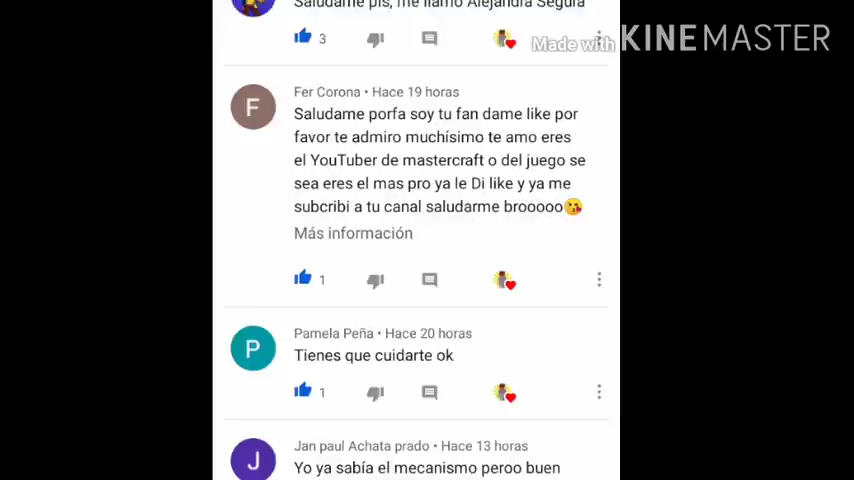 Saludame pls, me llamo Alejandra Segura
3
Made with KINEMASTER
F
Fer Corona • Hace 19 horas
Saludame porfa soy tu fan dame like por
favor te admiro muchísimo te amo eres
el YouTuber de mastercraft o del juego se
sea eres el mas pro ya le Di like y ya me
subcribi a tu canal saludarme brooooo😘
Más información
1
P
Pamela Peña • Hace 20 horas
Tienes que cuidarte ok
1
J
Jan paul Achata prado • Hace 13 horas
Yo ya sabía el mecanismo peroo buen